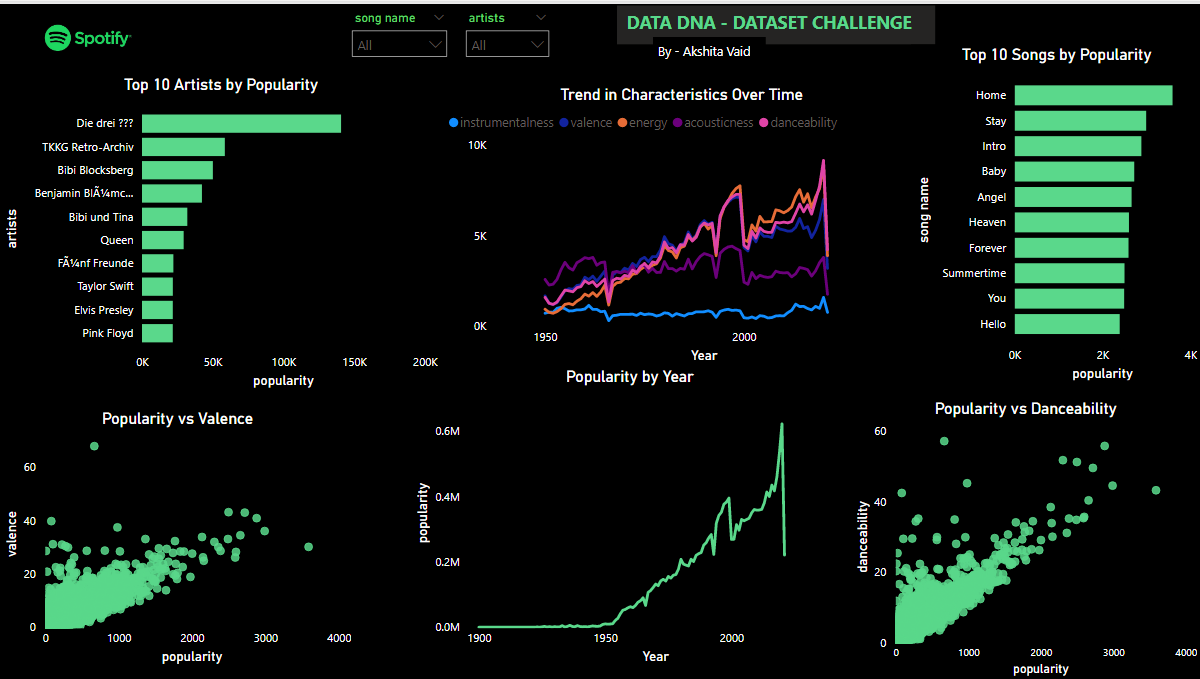 Spotify
song name
All
artists
All
DATA DNA - DATASET CHALLENGE
By - Akshita Vaid
Top 10 Artists by Popularity
artists
Die drei ???
TKKG Retro-Archiv
Bibi Blocksberg
Benjamin BlÃ¼mc...
Bibi und Tina
Queen
FÃ¼nf Freunde
Taylor Swift
Elvis Presley
Pink Floyd
0K 50K 100K 150K 200K
popularity
Trend in Characteristics Over Time
instrumentalness valence energy acousticness danceability
10K
5K
0K
1950 2000
Year
Top 10 Songs by Popularity
song name
Home
Stay
Intro
Baby
Angel
Heaven
Forever
Summertime
You
Hello
0K 2K 4K
popularity
Popularity vs Valence
valence
60
40
20
0
0 1000 2000 3000 4000
popularity
Popularity by Year
popularity
0.6M
0.4M
0.2M
0.0M
1900 1950 2000
Year
Popularity vs Danceability
danceability
60
40
20
0
0 1000 2000 3000 4000
popularity